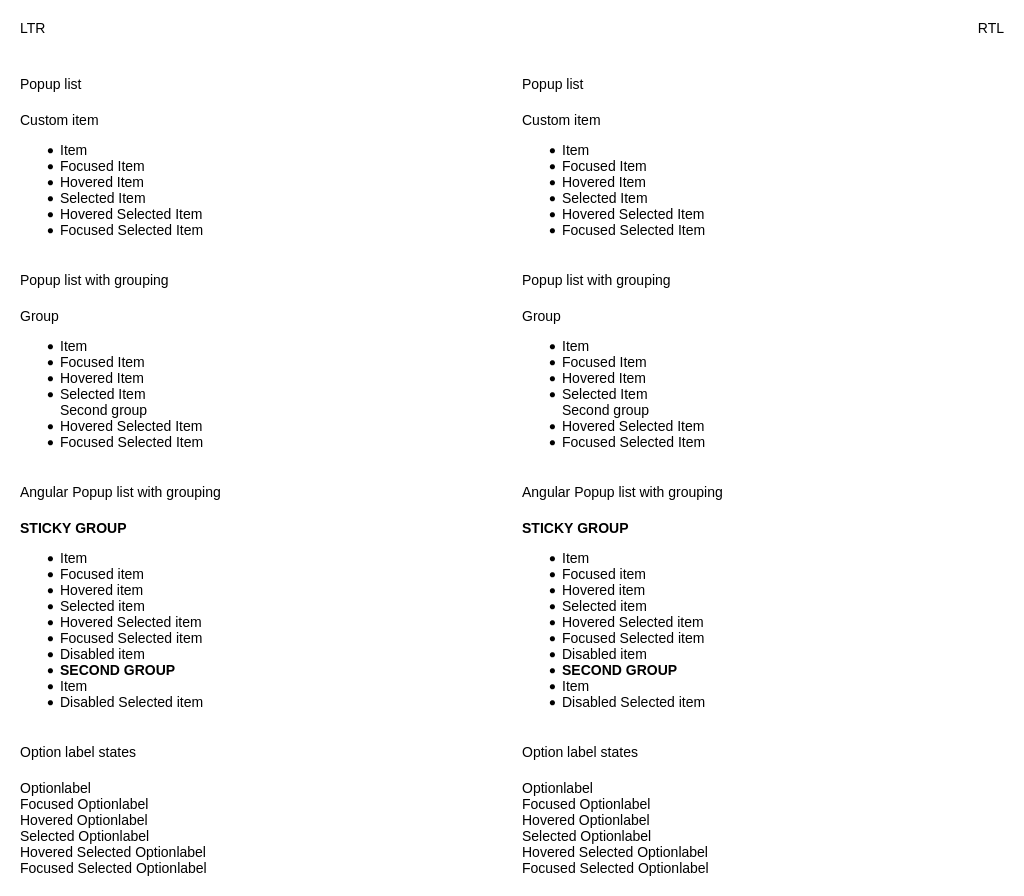 LTR
RTL
Popup list
Custom item
Item
Focused Item
Hovered Item
Selected Item
Hovered Selected Item
Focused Selected Item
Popup list with grouping
Group
Item
Focused Item
Hovered Item
Selected Item
Second group
Hovered Selected Item
Focused Selected Item
Angular Popup list with grouping
STICKY GROUP
Item
Focused item
Hovered item
Selected item
Hovered Selected item
Focused Selected item
Disabled item
SECOND GROUP
Item
Disabled Selected item
Option label states
Optionlabel
Focused Optionlabel
Hovered Optionlabel
Selected Optionlabel
Hovered Selected Optionlabel
Focused Selected Optionlabel
Popup list
Custom item
Item
Focused Item
Hovered Item
Selected Item
Hovered Selected Item
Focused Selected Item
Popup list with grouping
Group
Item
Focused Item
Hovered Item
Selected Item
Second group
Hovered Selected Item
Focused Selected Item
Angular Popup list with grouping
STICKY GROUP
Item
Focused item
Hovered item
Selected item
Hovered Selected item
Focused Selected item
Disabled item
SECOND GROUP
Item
Disabled Selected item
Option label states
Optionlabel
Focused Optionlabel
Hovered Optionlabel
Selected Optionlabel
Hovered Selected Optionlabel
Focused Selected Optionlabel